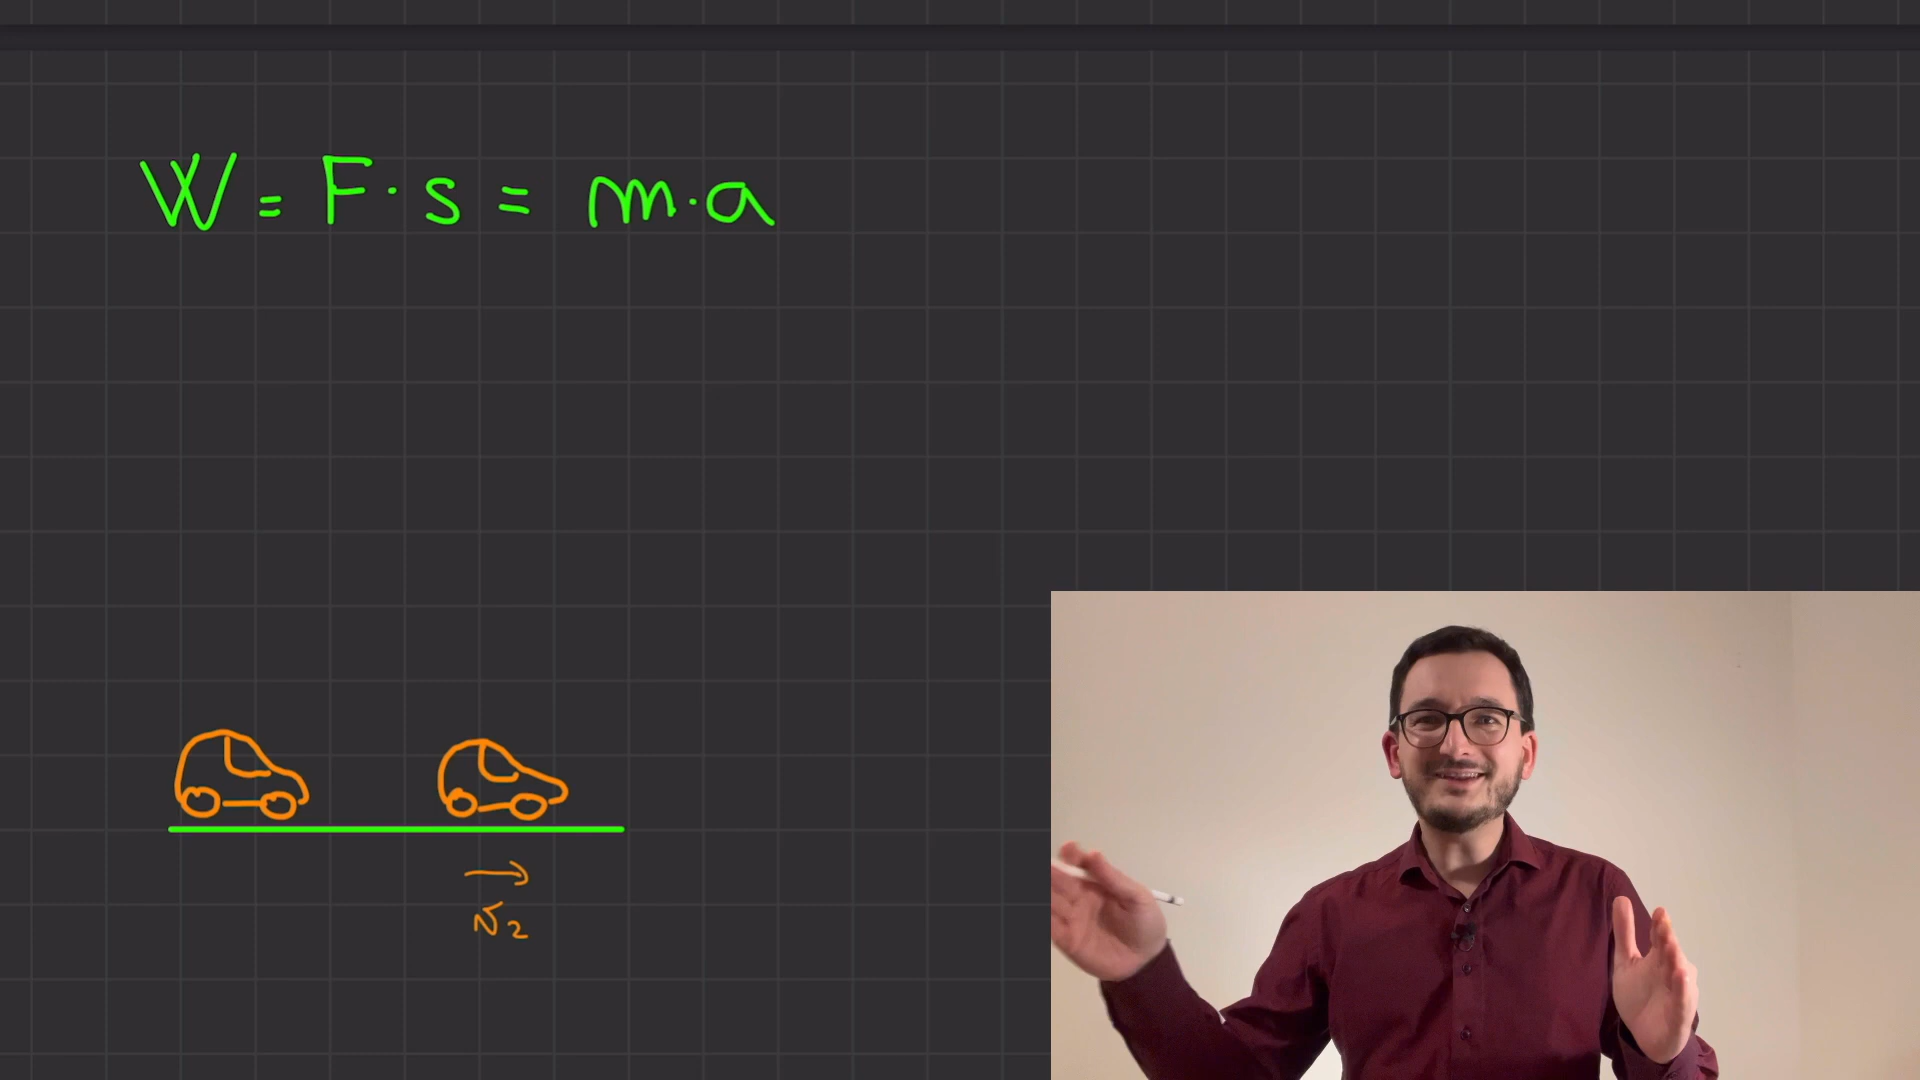 W = F · s = m · a
v₂